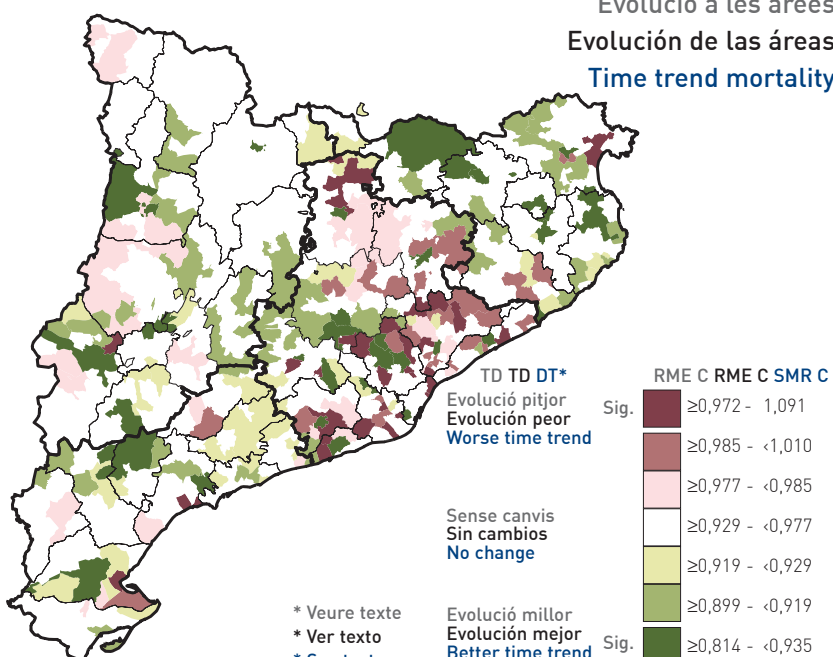 Evolució a les àrees
Evolución de las áreas
Time trend mortality
TD TD DT*
RME C RME C SMR C
Evolució pitjor
Evolución peor
Worse time trend
Sig.
≥0,972 - 1,091
≥0,985 - ‹1,010
≥0,977 - ‹0,985
Sense canvis
Sin cambios
No change
≥0,929 - ‹0,977
≥0,919 - ‹0,929
≥0,899 - ‹0,919
* Veure texte
* Ver texto
Evolució millor
Evolución mejor
Better time trend
Sig.
≥0,814 - ‹0,935